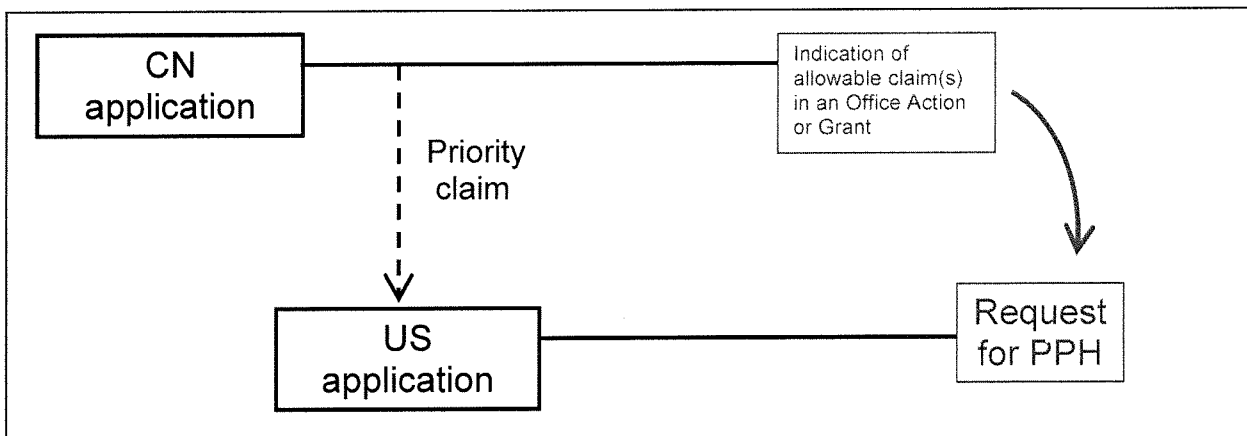 CN
application
Indication of
allowable claim(s)
in an Office Action
or Grant
Priority
claim
US
application
Request
for PPH